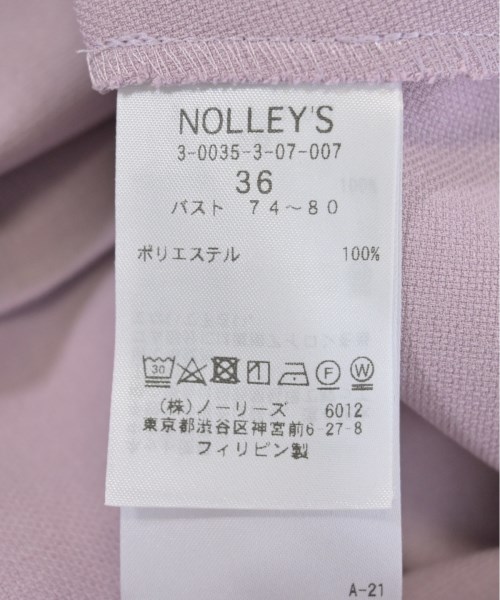 NOLLEY'S
3-0035-3-07-007
36
バスト 74～80
ポリエステル 100%
30
F W
(株)ノーリーズ 6012
東京都渋谷区神宮前6-27-8
フィリピン製
A-21